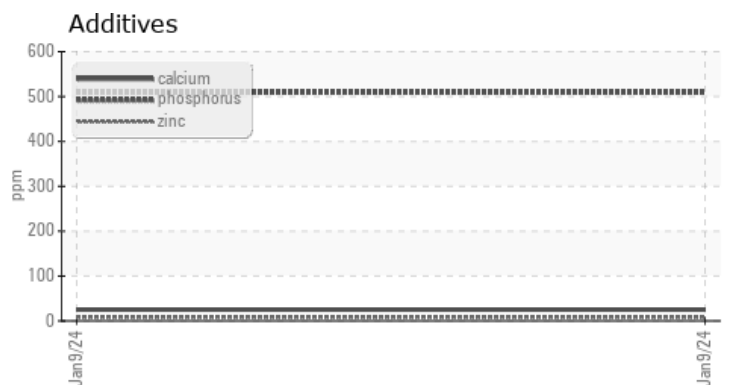 Additives
600
500
400
300
200
100
0
ppm
calcium
phosphorus
zinc
Jan9/24
Jan9/24